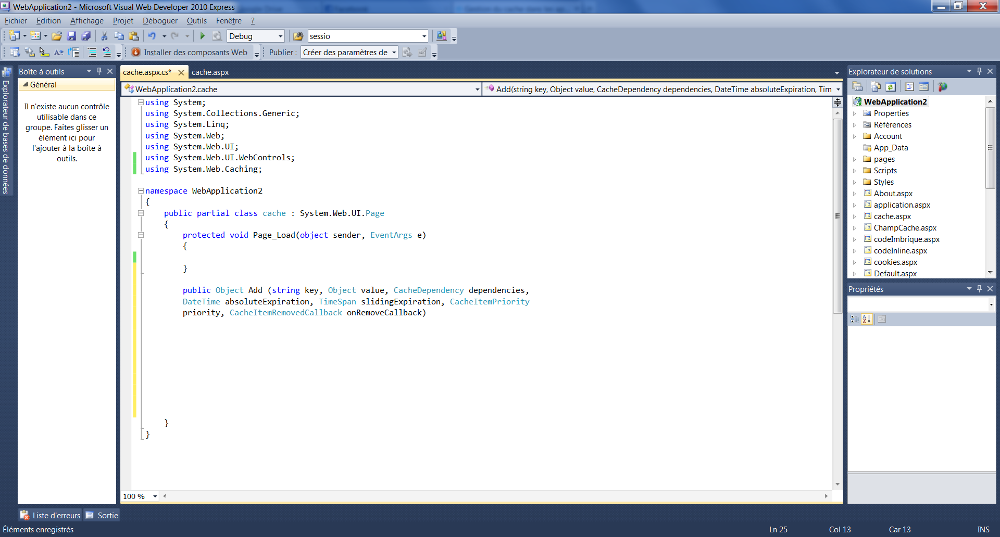 WebApplication2 - Microsoft Visual Web Developer 2010 Express
Fichier Edition Affichage Projet Déboguer Outils Fenêtre ?
Debug sessio
Installer des composants Web Publier : Créer des paramètres de
Explorateur de bases de données
Boîte à outils
Général
Il n'existe aucun contrôle
utilisable dans ce
groupe. Faites glisser un
élément ici pour
l'ajouter à la boîte à
outils.
cache.aspx.cs* cache.aspx
WebApplication2.cache Add(string key, Object value, CacheDependency dependencies, DateTime absoluteExpiration, Tim
using System;
using System.Collections.Generic;
using System.Linq;
using System.Web;
using System.Web.UI;
using System.Web.UI.WebControls;
using System.Web.Caching;
namespace WebApplication2
{
public partial class cache : System.Web.UI.Page
{
protected void Page_Load(object sender, EventArgs e)
{
}
public Object Add (string key, Object value, CacheDependency dependencies,
DateTime absoluteExpiration, TimeSpan slidingExpiration, CacheItemPriority
priority, CacheItemRemovedCallback onRemoveCallback)
}
}
100 %
Explorateur de solutions
WebApplication2
Properties
Références
Account
App_Data
pages
Scripts
Styles
About.aspx
application.aspx
cache.aspx
ChampCache.aspx
codeImbrique.aspx
codeInline.aspx
cookies.aspx
Default.aspx
Propriétés
Liste d'erreurs Sortie
Éléments enregistrés Ln 25 Col 13 Car 13 INS